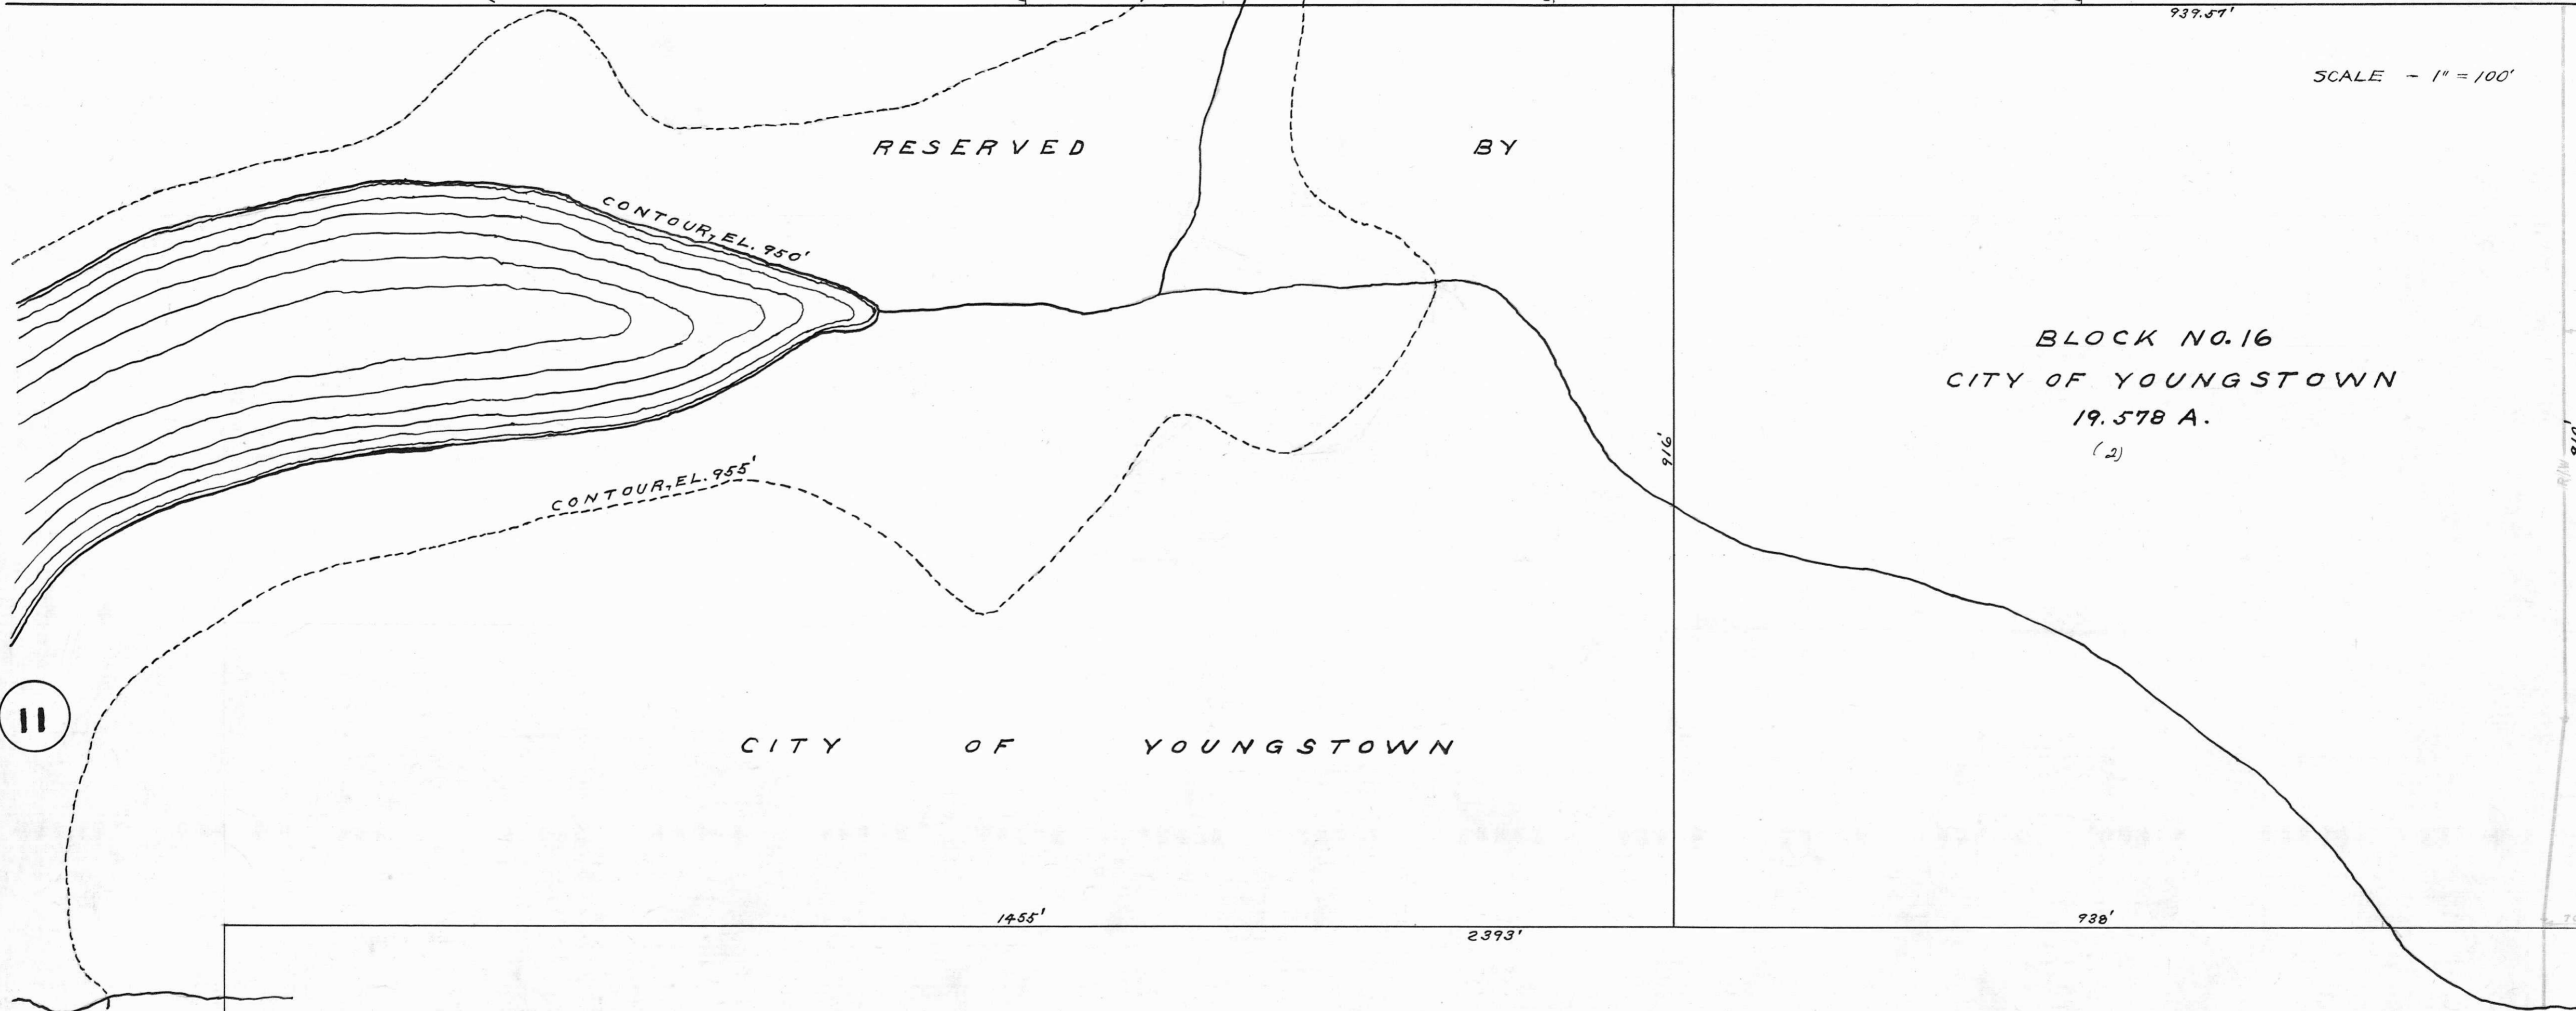 939.57'
SCALE - 1" = 100'
RESERVED BY
CONTOUR, EL. 950'
BLOCK NO. 16
CITY OF YOUNGSTOWN
19.578 A.
(2)
916'
CONTOUR, EL. 955'
11
CITY OF YOUNGSTOWN
1455'
938'
2393'